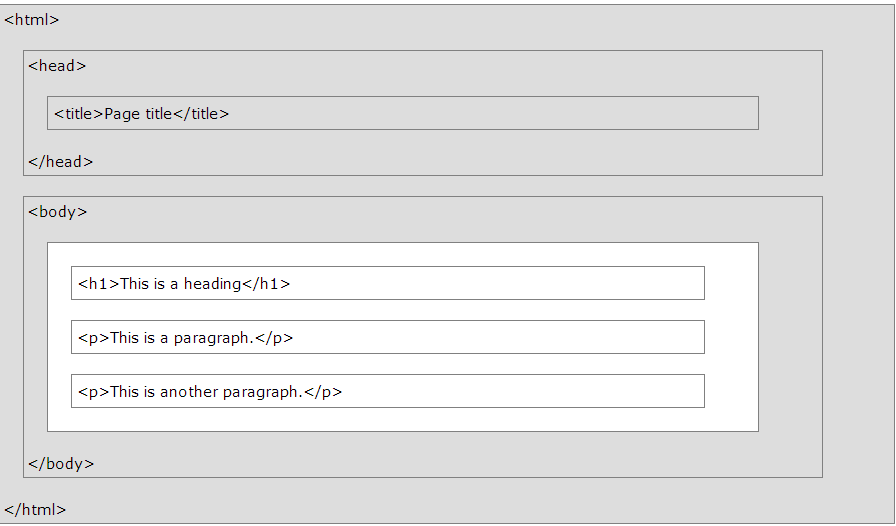 <html>
<head>
<title>Page title</title>
</head>
<body>
<h1>This is a heading</h1>
<p>This is a paragraph.</p>
<p>This is another paragraph.</p>
</body>
</html>